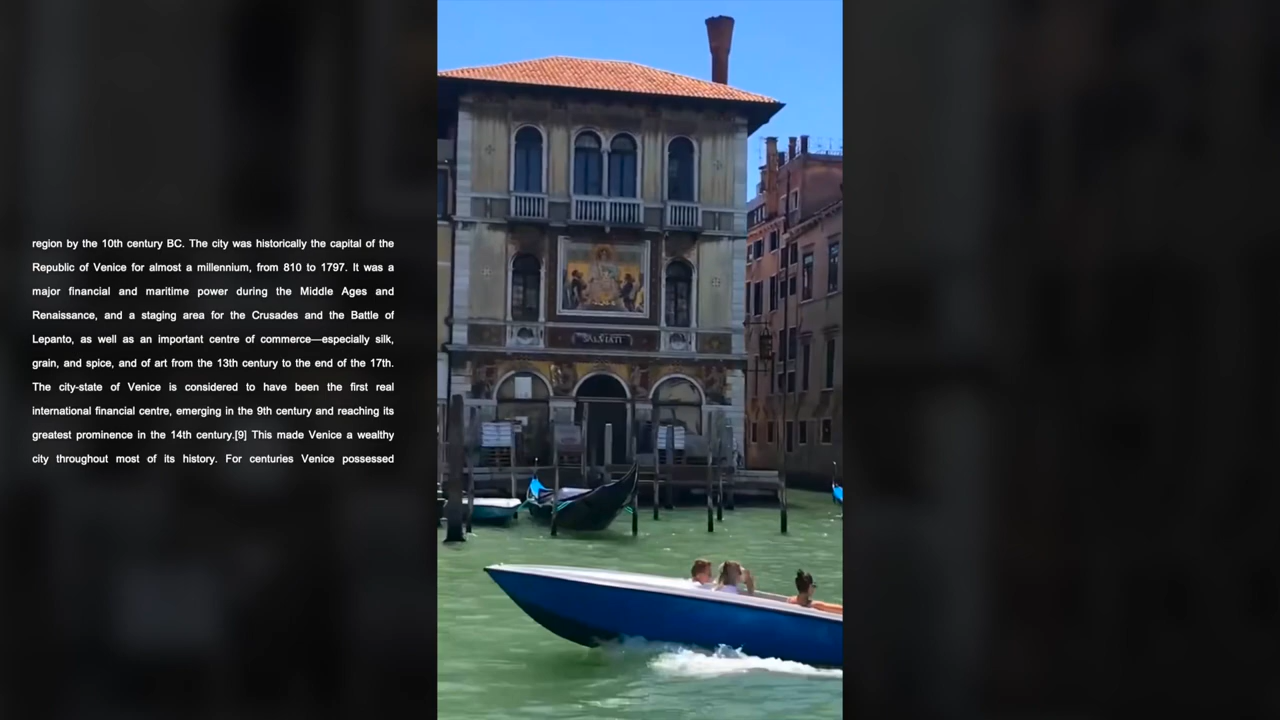 region by the 10th century BC. The city was historically the capital of the
Republic of Venice for almost a millennium, from 810 to 1797. It was a
major financial and maritime power during the Middle Ages and
Renaissance, and a staging area for the Crusades and the Battle of
Lepanto, as well as an important centre of commerce—especially silk,
grain, and spice, and of art from the 13th century to the end of the 17th.
The city-state of Venice is considered to have been the first real
international financial centre, emerging in the 9th century and reaching its
greatest prominence in the 14th century.[9] This made Venice a wealthy
city throughout most of its history. For centuries Venice possessed
SALVIATI